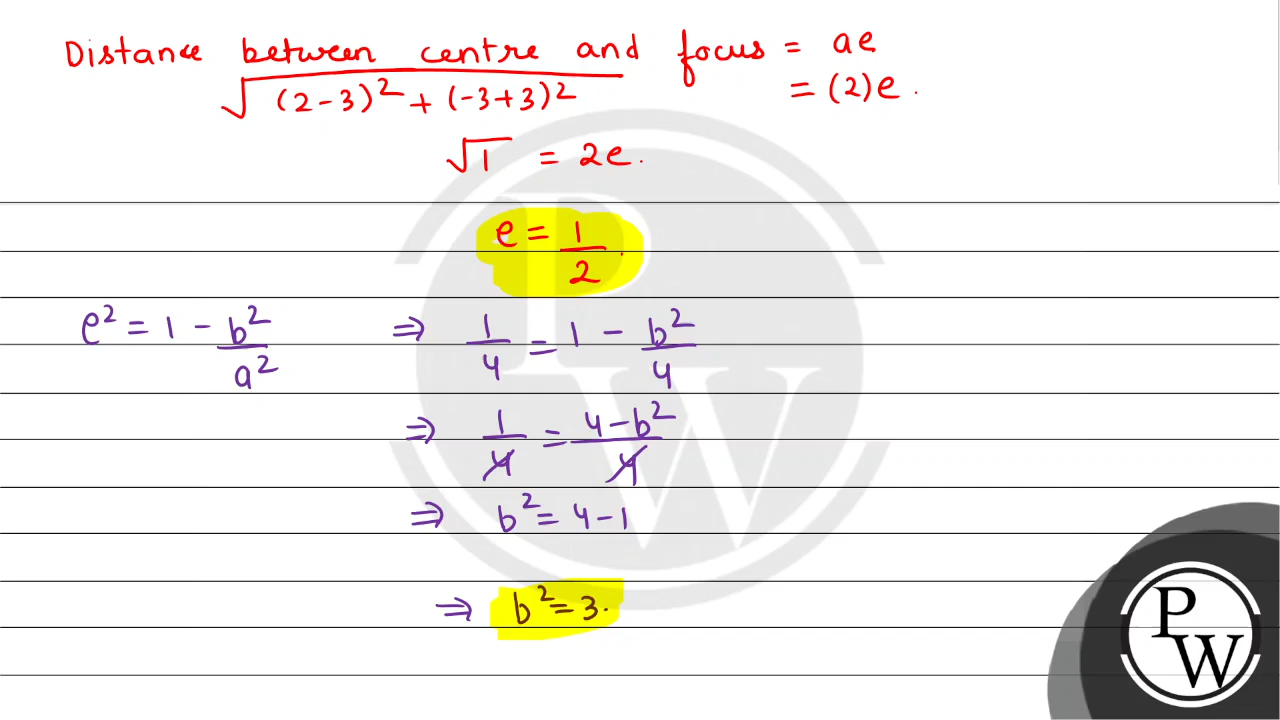 Distance between centre and focus = ae
√(2-3)² + (-3+3)² = (2)e.
√1 = 2e.
e = 1/2.
e² = 1 - b²/a² ⇒ 1/4 = 1 - b²/4
⇒ 1/4 = 4-b²/4
⇒ b² = 4-1
⇒ b² = 3.
PW
PW